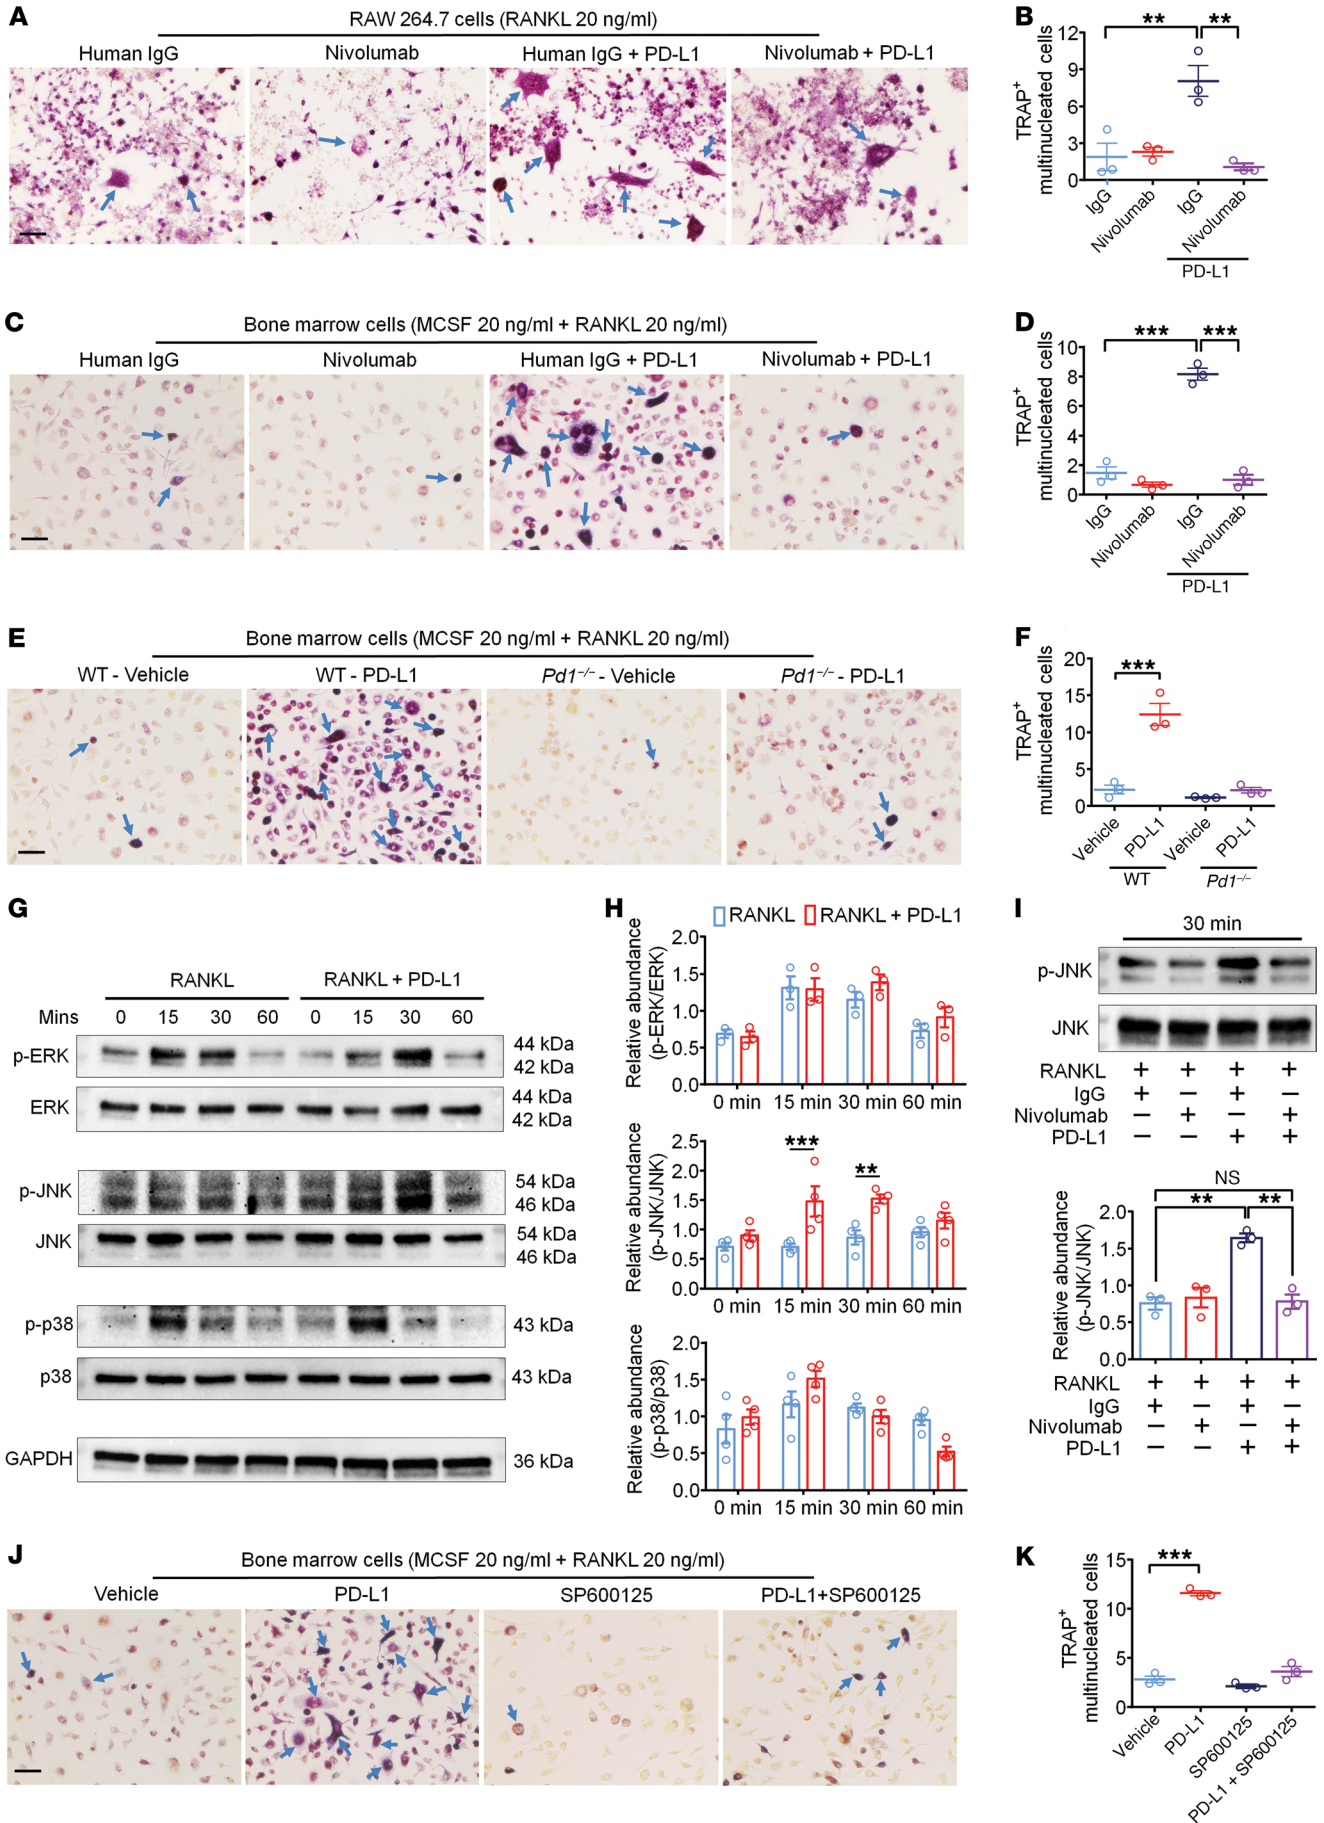 A
RAW 264.7 cells (RANKL 20 ng/ml)
Human IgG
Nivolumab
Human IgG + PD-L1
Nivolumab + PD-L1
B
TRAP+
multinucleated cells
12
9
6
3
0
IgG
Nivolumab
IgG
Nivolumab
PD-L1
** **
C
Bone marrow cells (MCSF 20 ng/ml + RANKL 20 ng/ml)
Human IgG
Nivolumab
Human IgG + PD-L1
Nivolumab + PD-L1
D
TRAP+
multinucleated cells
10
8
6
4
2
0
*** ***
IgG
Nivolumab
IgG
Nivolumab
PD-L1
E
Bone marrow cells (MCSF 20 ng/ml + RANKL 20 ng/ml)
WT - Vehicle
WT - PD-L1
Pd1−/− - Vehicle
Pd1−/− - PD-L1
F
TRAP+
multinucleated cells
20
15
10
5
0
***
Vehicle
PD-L1
Vehicle
PD-L1
WT
Pd1−/−
G
RANKL
RANKL + PD-L1
Mins 0 15 30 60 0 15 30 60
p-ERK
44 kDa
42 kDa
ERK
44 kDa
42 kDa
p-JNK
54 kDa
46 kDa
JNK
54 kDa
46 kDa
p-p38
43 kDa
p38
43 kDa
GAPDH
36 kDa
H
RANKL RANKL + PD-L1
Relative abundance
(p-ERK/ERK)
2.0
1.5
1.0
0.5
0.0
0 min 15 min 30 min 60 min
Relative abundance
(p-JNK/JNK)
2.5
2.0
1.5
1.0
0.5
0.0
*** **
0 min 15 min 30 min 60 min
Relative abundance
(p-p38/p38)
2.0
1.5
1.0
0.5
0.0
0 min 15 min 30 min 60 min
I
30 min
p-JNK
JNK
RANKL + + + +
IgG + − + −
Nivolumab − + − +
PD-L1 − − + +
NS
** **
Relative abundance
(p-JNK/JNK)
2.0
1.5
1.0
0.5
0.0
RANKL + + + +
IgG + − + −
Nivolumab − + − +
PD-L1 − − + +
J
Bone marrow cells (MCSF 20 ng/ml + RANKL 20 ng/ml)
Vehicle
PD-L1
SP600125
PD-L1+SP600125
K
TRAP+
multinucleated cells
15
10
5
0
***
Vehicle
PD-L1
SP600125
PD-L1 + SP600125